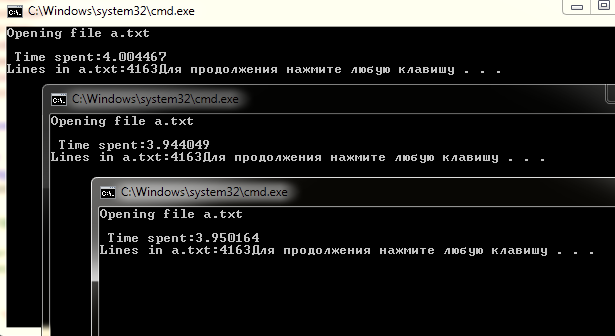 C:\Windows\system32\cmd.exe
Opening file a.txt
Time spent:4.004467
Lines in a.txt:4163Для продолжения нажмите любую клавишу . . .
C:\Windows\system32\cmd.exe
Opening file a.txt
Time spent:3.944049
Lines in a.txt:4163Для продолжения нажмите любую клавишу . . .
C:\Windows\system32\cmd.exe
Opening file a.txt
Time spent:3.950164
Lines in a.txt:4163Для продолжения нажмите любую клавишу . . .